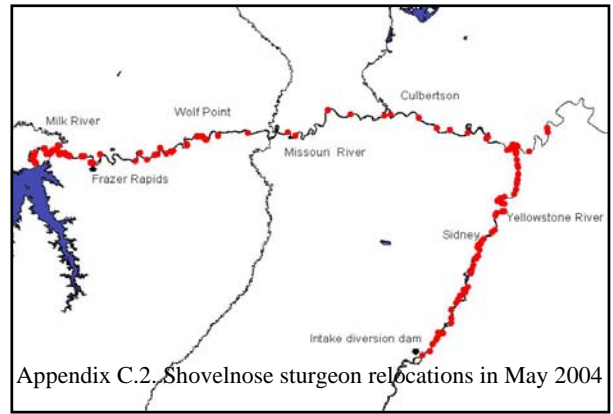 Culbertson
Wolf Point
Milk River
Missouri River
Frazer Rapids
Yellowstone River
Sidney
Intake diversion dam
Appendix C.2. Shovelnose sturgeon relocations in May 2004